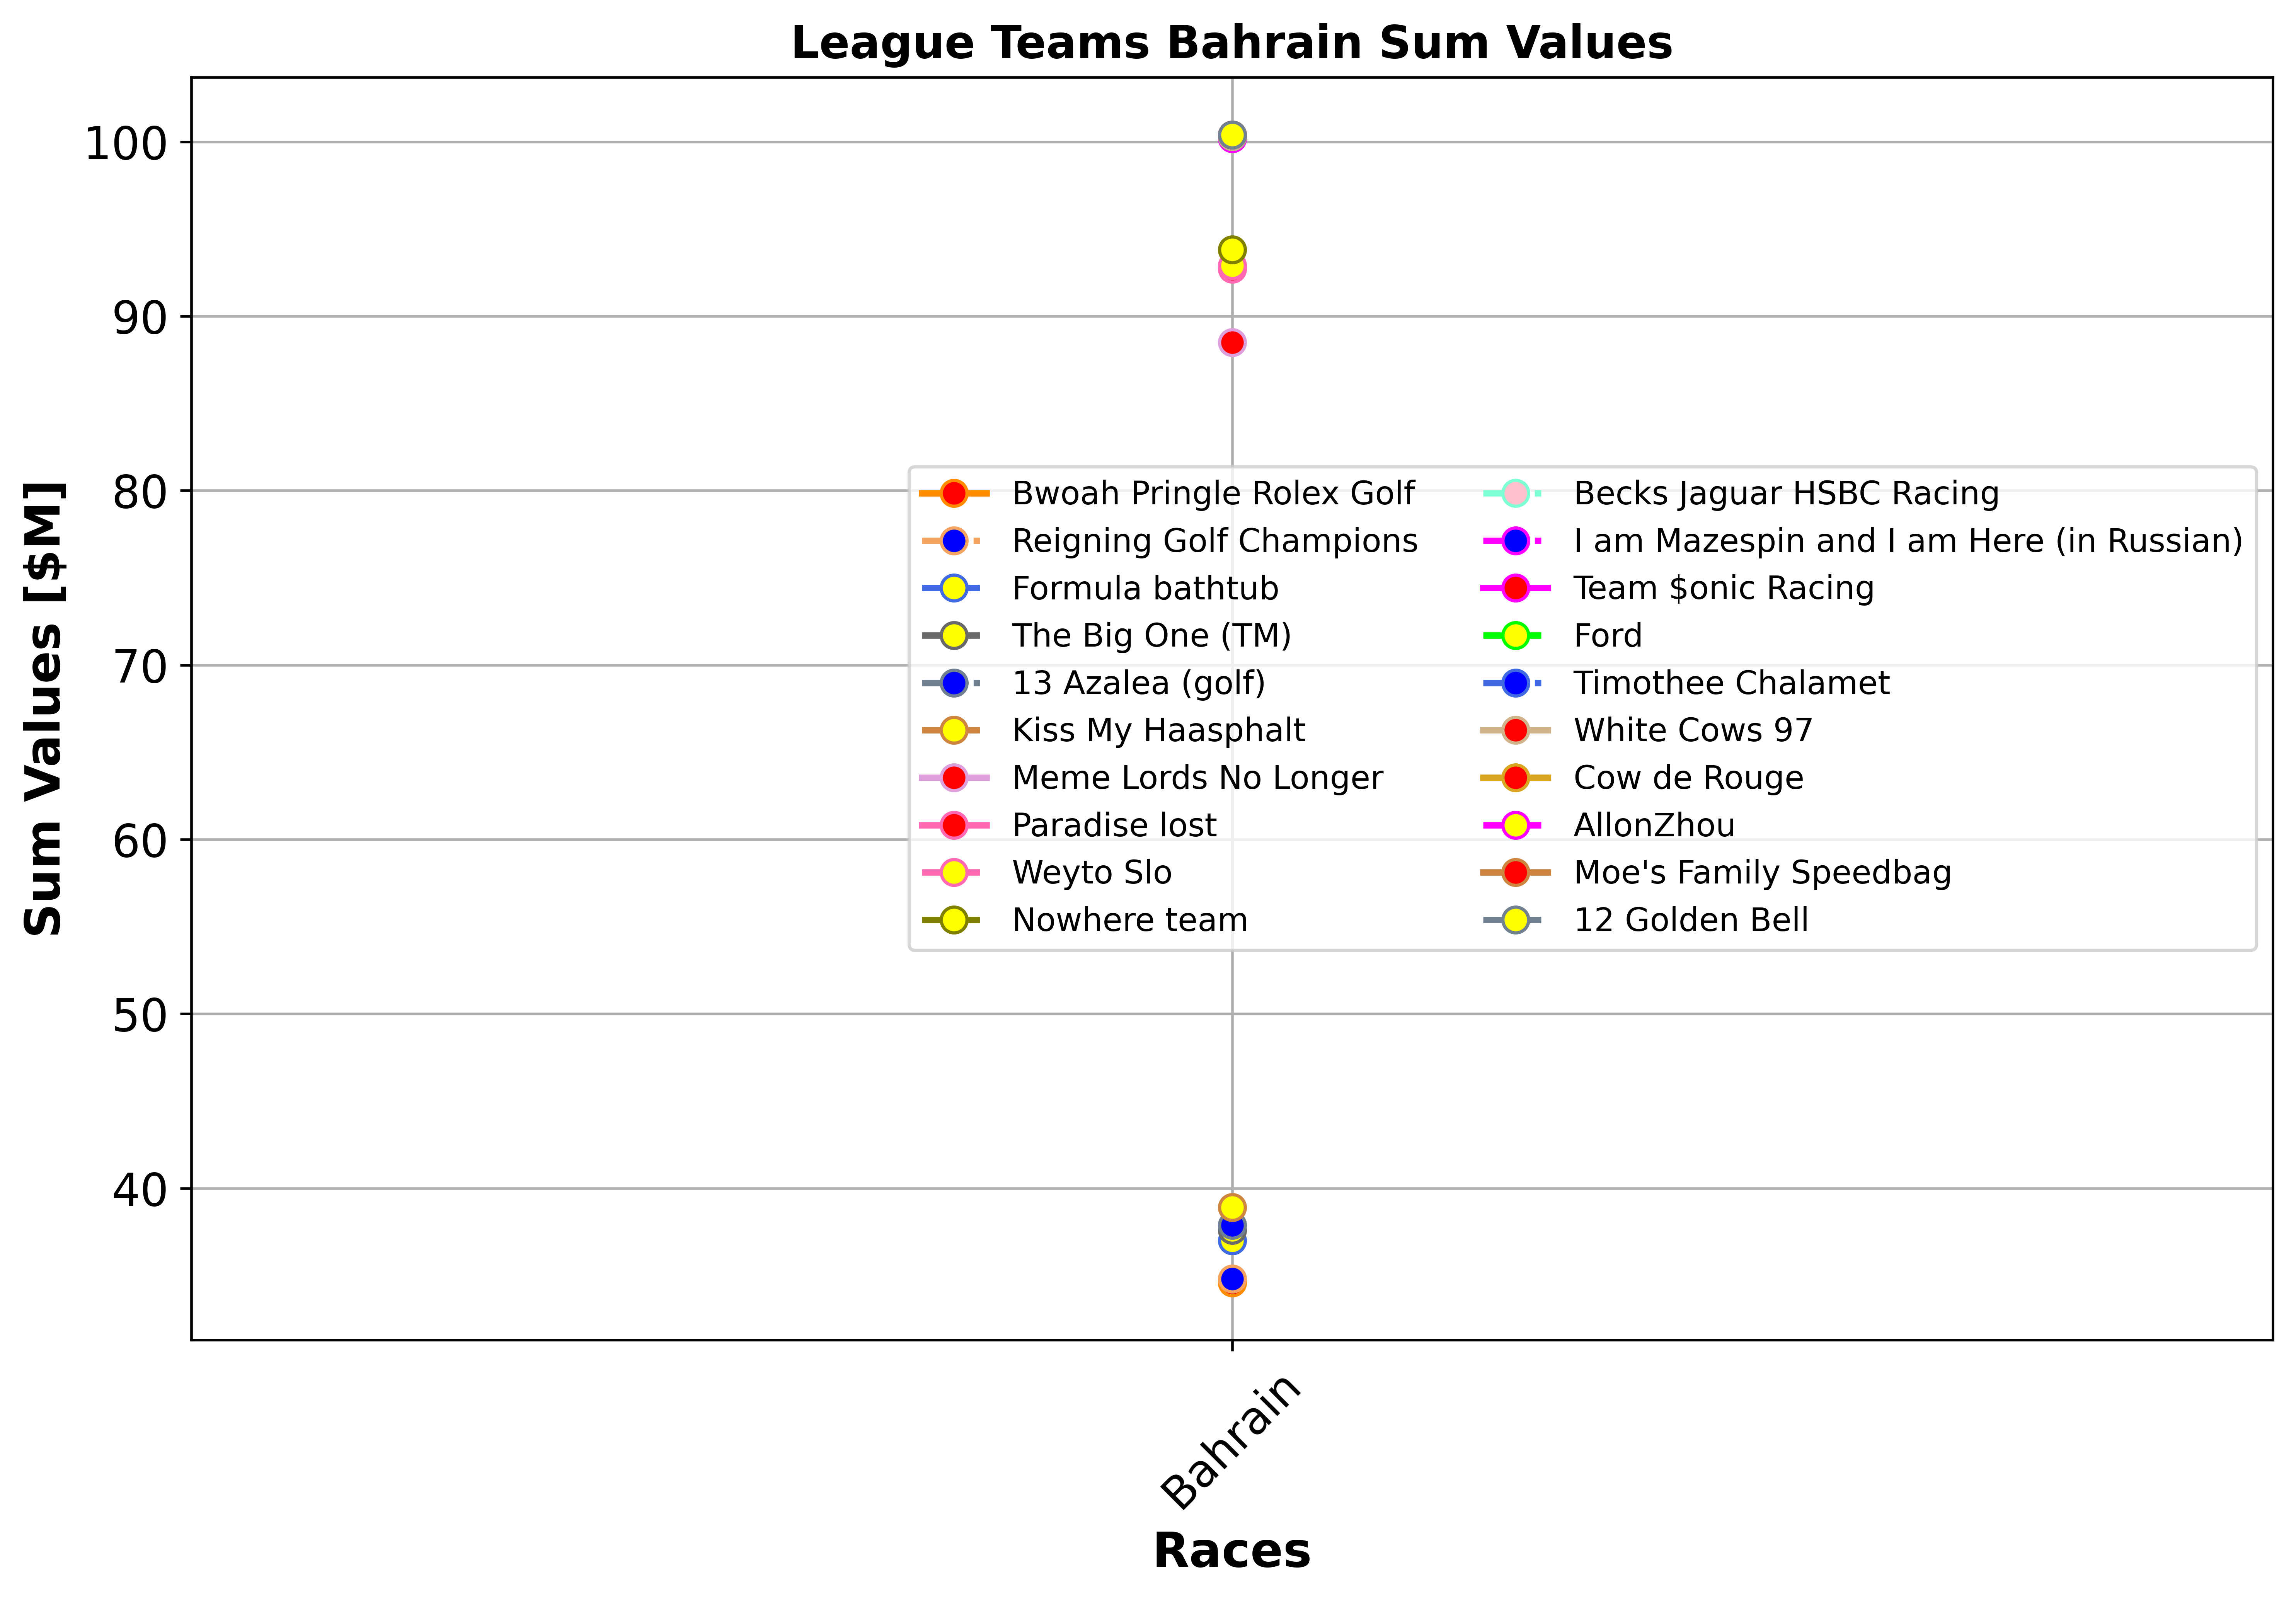 League Teams Bahrain Sum Values
Sum Values [$M]
100
90
80
70
60
50
40
Bwoah Pringle Rolex Golf
Reigning Golf Champions
Formula bathtub
The Big One (TM)
13 Azalea (golf)
Kiss My Haasphalt
Meme Lords No Longer
Paradise lost
Weyto Slo
Nowhere team
Becks Jaguar HSBC Racing
I am Mazespin and I am Here (in Russian)
Team $onic Racing
Ford
Timothee Chalamet
White Cows 97
Cow de Rouge
AllonZhou
Moe's Family Speedbag
12 Golden Bell
Bahrain
Races